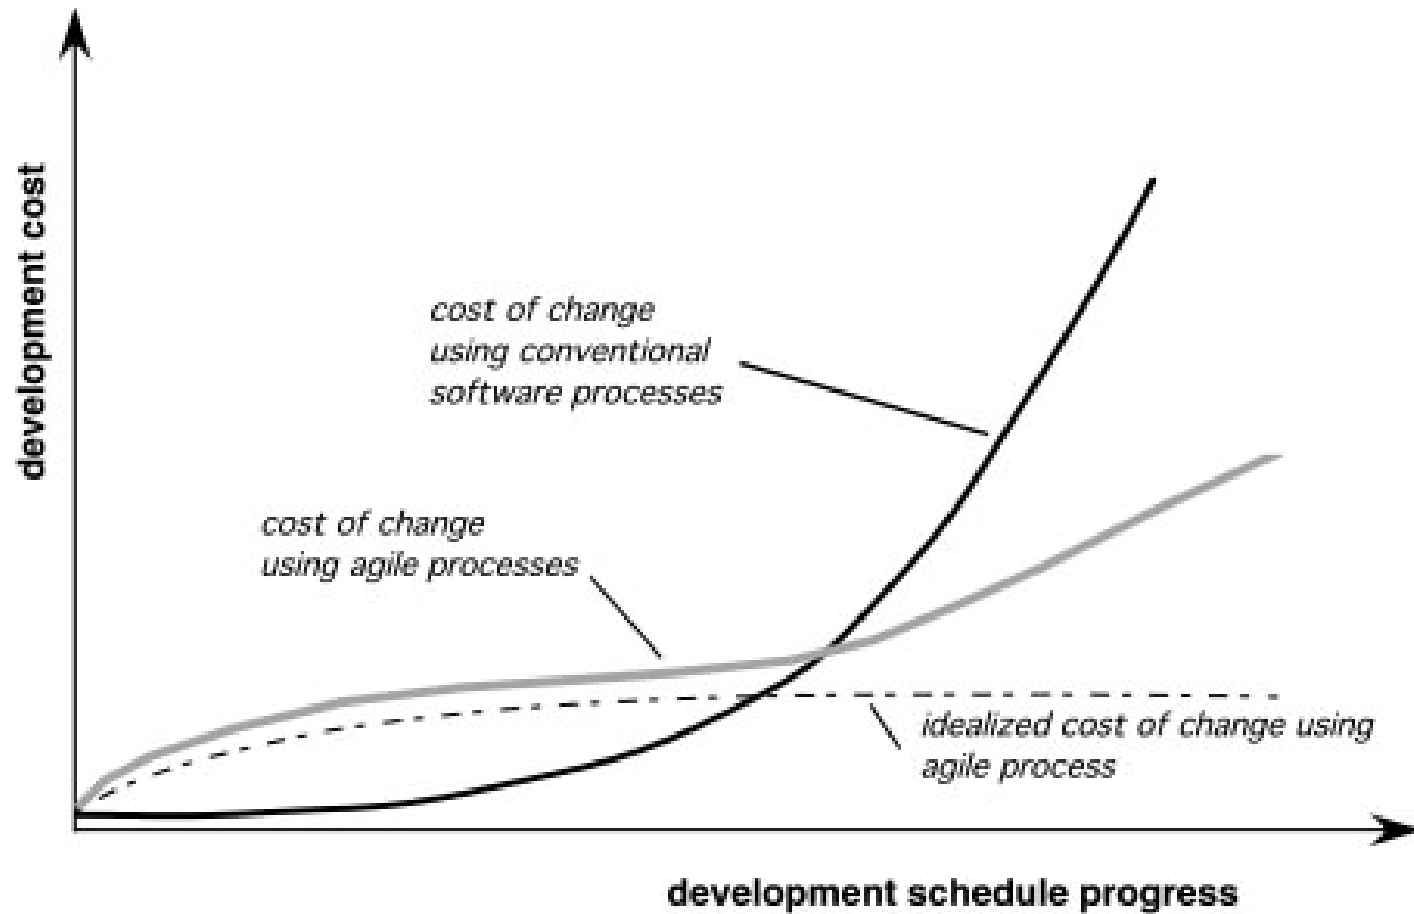 development cost
cost of change
using conventional
software processes
cost of change
using agile processes
idealized cost of change using
agile process
development schedule progress